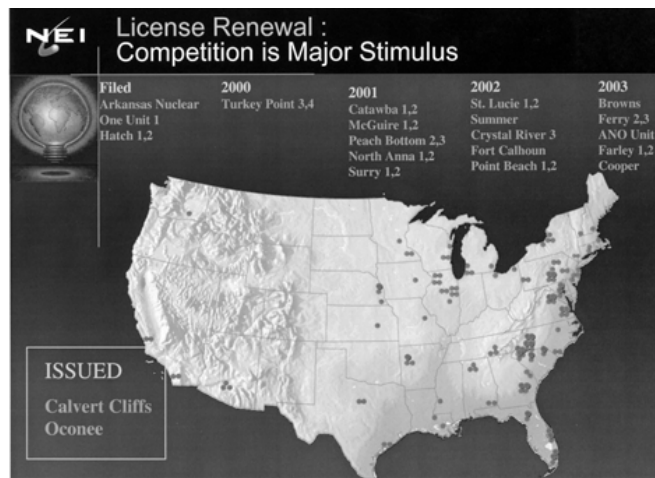 NEI
License Renewal :
Competition is Major Stimulus
Filed
Arkansas Nuclear
One Unit 1
Hatch 1,2
2000
Turkey Point 3,4
2001
Catawba 1,2
McGuire 1,2
Peach Bottom 2,3
North Anna 1,2
Surry 1,2
2002
St. Lucie 1,2
Summer
Crystal River 3
Fort Calhoun
Point Beach 1,2
2003
Browns
Ferry 2,3
ANO Unit
Farley 1,2
Cooper
ISSUED
Calvert Cliffs
Oconee